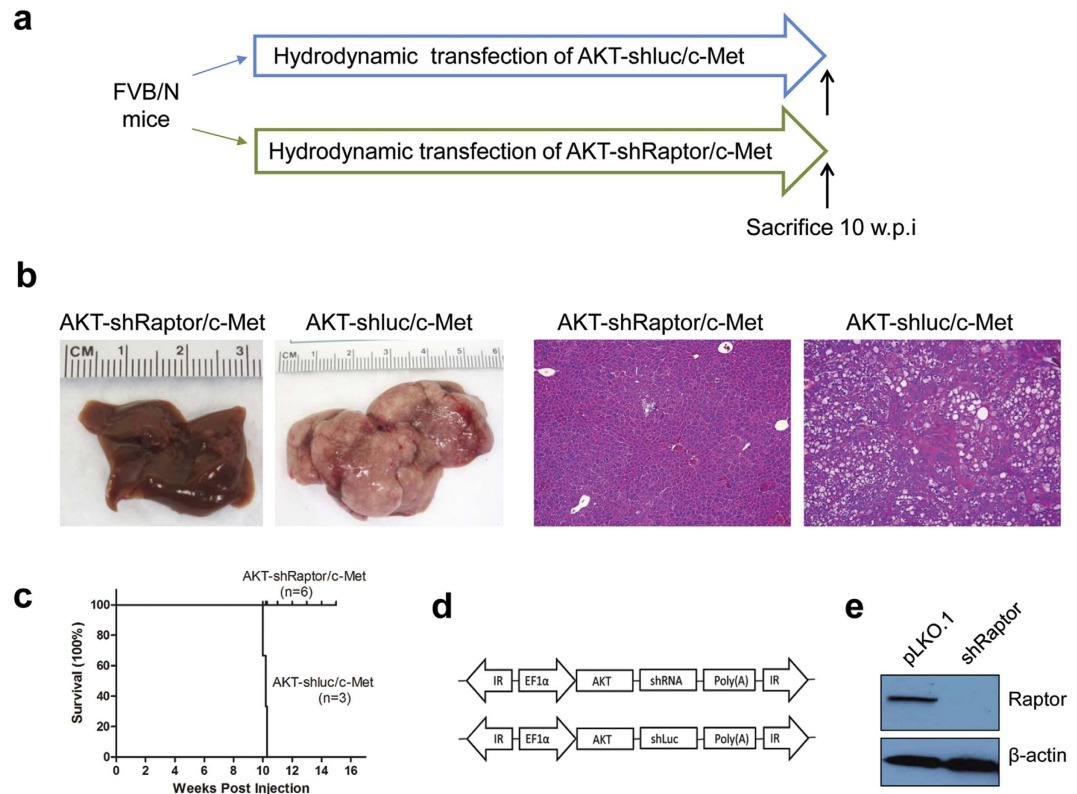 a
Hydrodynamic transfection of AKT-shluc/c-Met
FVB/N
mice
Hydrodynamic transfection of AKT-shRaptor/c-Met
Sacrifice 10 w.p.i
b
AKT-shRaptor/c-Met
AKT-shluc/c-Met
AKT-shRaptor/c-Met
AKT-shluc/c-Met
CM 1 2 3
CM 1 2 3 4 5 6
c
AKT-shRaptor/c-Met
(n=6)
AKT-shluc/c-Met
(n=3)
Survival (100%)
100
80
60
40
20
0
0 2 4 6 8 10 12 14 16
Weeks Post Injection
d
IR EF1α AKT shRNA Poly(A) IR
IR EF1α AKT shLuc Poly(A) IR
e
pLKO.1
shRaptor
Raptor
β-actin